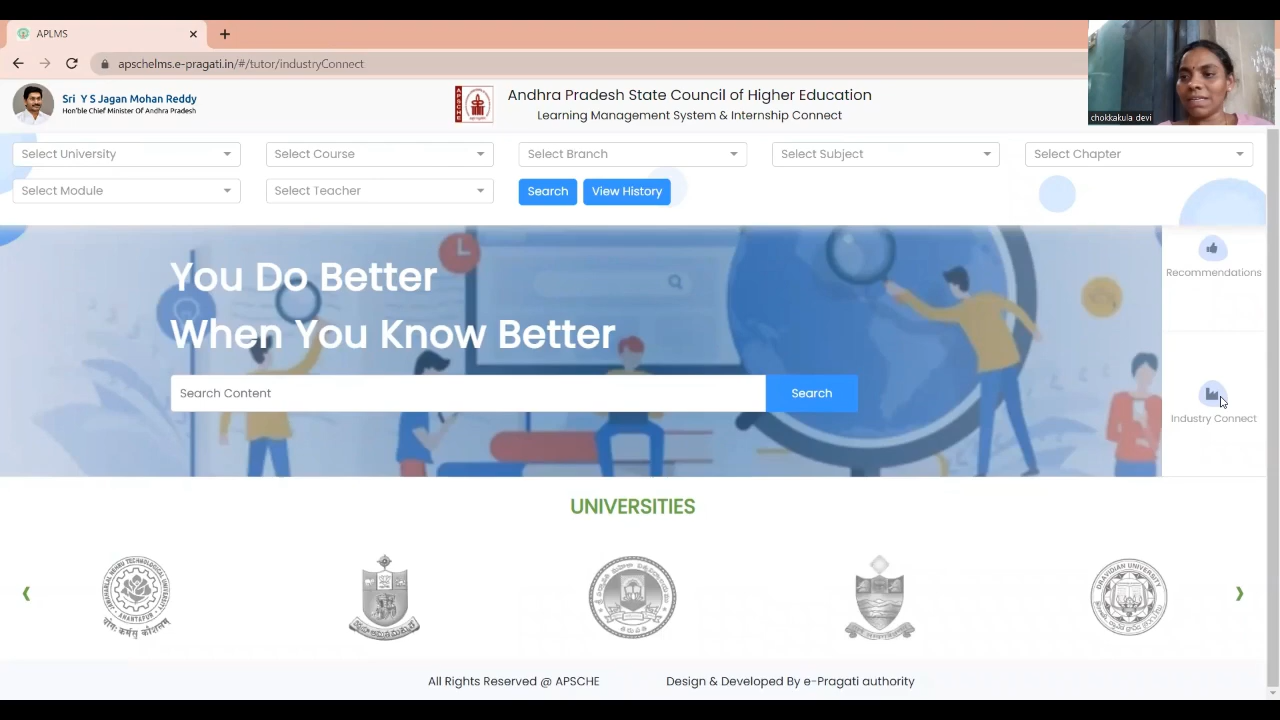 APLMS
apschelms.e-pragati.in/#/tutor/industryConnect
chokkakula devi
Sri Y S Jagan Mohan Reddy
Hon'ble Chief Minister Of Andhra Pradesh
APSCHE
Andhra Pradesh State Council of Higher Education
Learning Management System & Internship Connect
Select University
Select Course
Select Branch
Select Subject
Select Chapter
Select Module
Select Teacher
Search
View History
You Do Better
When You Know Better
Search Content
Search
Recommendations
Industry Connect
UNIVERSITIES
DRAVIDIAN UNIVERSITY
All Rights Reserved @ APSCHE
Design & Developed By e-Pragati authority